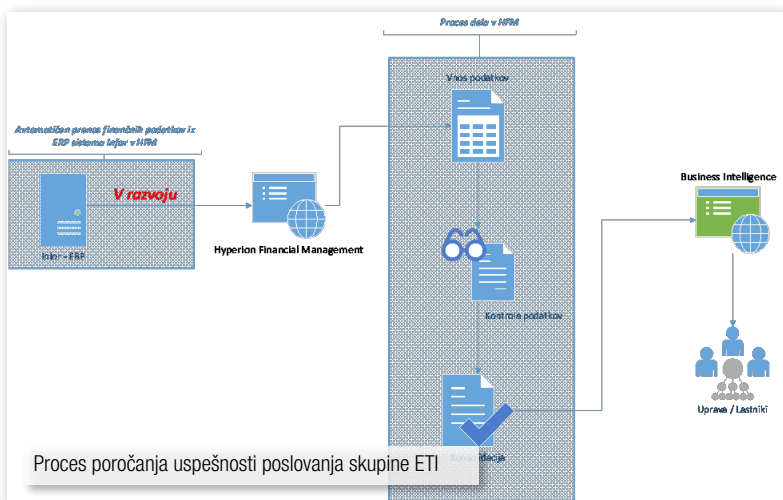 Proces dela v HFM
Vnos podatkov
Avtomatičen prenos finančnih podatkov iz
ERP sistema Infor v HFM
V razvoju
Infor - ERP
Hyperion Financial Management
Business Intelligence
Kontrola podatkov
Uprava / Lastniki
Konsolidacija
Proces poročanja uspešnosti poslovanja skupine ETI